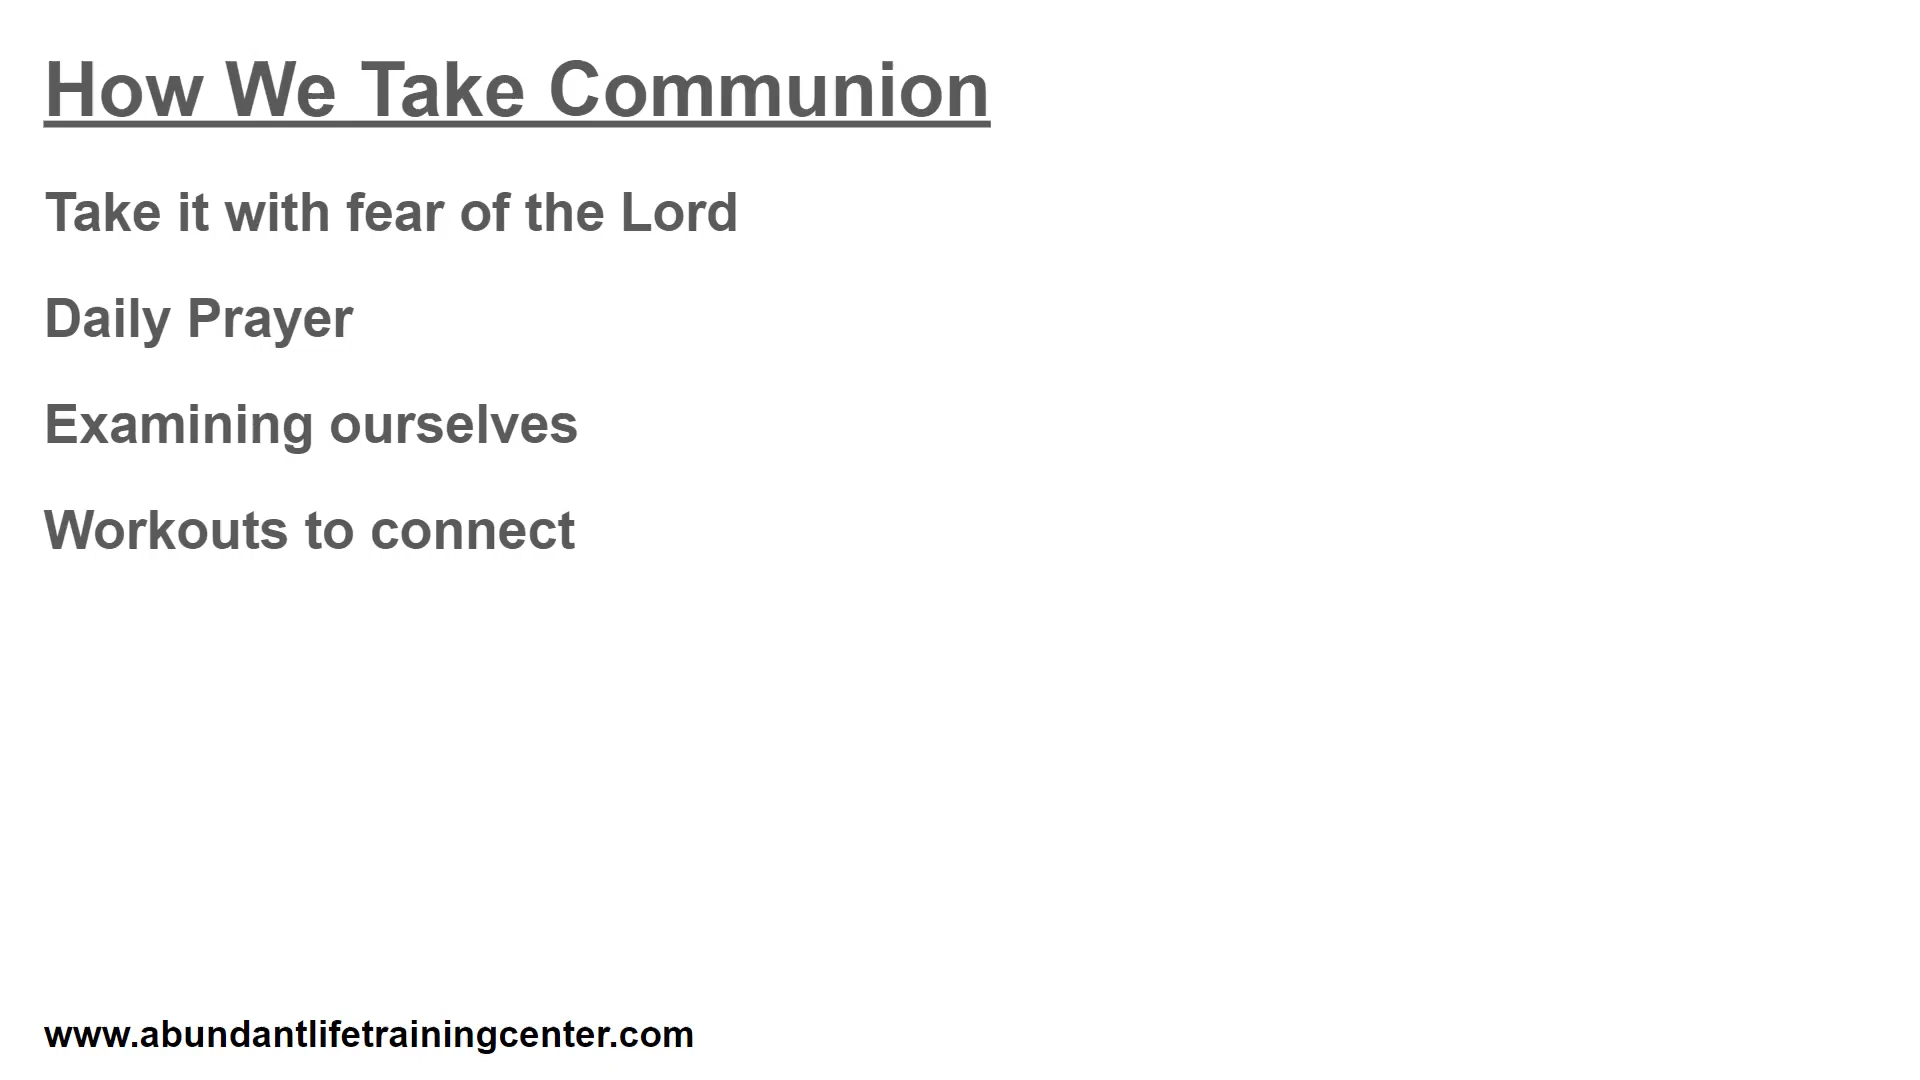 How We Take Communion
Take it with fear of the Lord
Daily Prayer
Examining ourselves
Workouts to connect
www.abundantlifetrainingcenter.com